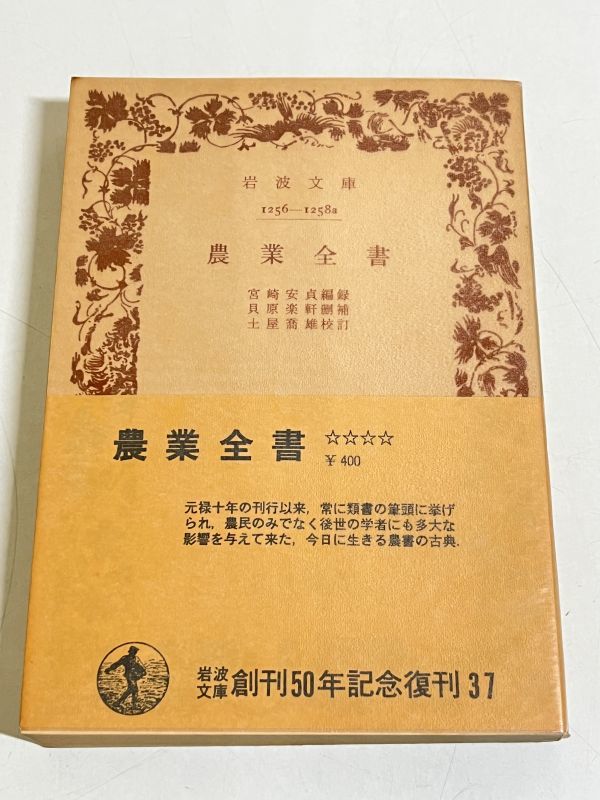 岩波文庫
1256—1258a
農業全書
宮崎安貞編録
貝原楽軒刪補
土屋喬雄校訂
農業全書 ☆☆☆☆
¥400
元禄十年の刊行以来，常に類書の筆頭に挙げ
られ，農民のみでなく後世の学者にも多大な
影響を与えて来た，今日に生きる農書の古典．
岩波文庫 創刊50年記念復刊 37